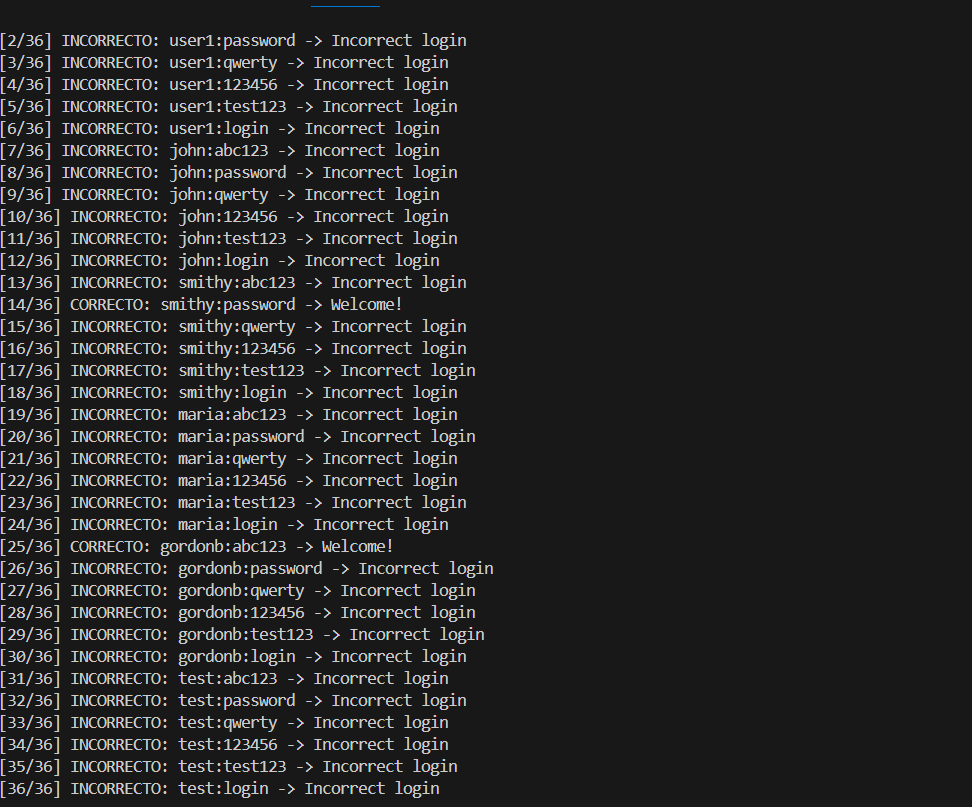 [2/36] INCORRECTO: user1:password -> Incorrect login
[3/36] INCORRECTO: user1:qwerty -> Incorrect login
[4/36] INCORRECTO: user1:123456 -> Incorrect login
[5/36] INCORRECTO: user1:test123 -> Incorrect login
[6/36] INCORRECTO: user1:login -> Incorrect login
[7/36] INCORRECTO: john:abc123 -> Incorrect login
[8/36] INCORRECTO: john:password -> Incorrect login
[9/36] INCORRECTO: john:qwerty -> Incorrect login
[10/36] INCORRECTO: john:123456 -> Incorrect login
[11/36] INCORRECTO: john:test123 -> Incorrect login
[12/36] INCORRECTO: john:login -> Incorrect login
[13/36] INCORRECTO: smithy:abc123 -> Incorrect login
[14/36] CORRECTO: smithy:password -> Welcome!
[15/36] INCORRECTO: smithy:qwerty -> Incorrect login
[16/36] INCORRECTO: smithy:123456 -> Incorrect login
[17/36] INCORRECTO: smithy:test123 -> Incorrect login
[18/36] INCORRECTO: smithy:login -> Incorrect login
[19/36] INCORRECTO: maria:abc123 -> Incorrect login
[20/36] INCORRECTO: maria:password -> Incorrect login
[21/36] INCORRECTO: maria:qwerty -> Incorrect login
[22/36] INCORRECTO: maria:123456 -> Incorrect login
[23/36] INCORRECTO: maria:test123 -> Incorrect login
[24/36] INCORRECTO: maria:login -> Incorrect login
[25/36] CORRECTO: gordonb:abc123 -> Welcome!
[26/36] INCORRECTO: gordonb:password -> Incorrect login
[27/36] INCORRECTO: gordonb:qwerty -> Incorrect login
[28/36] INCORRECTO: gordonb:123456 -> Incorrect login
[29/36] INCORRECTO: gordonb:test123 -> Incorrect login
[30/36] INCORRECTO: gordonb:login -> Incorrect login
[31/36] INCORRECTO: test:abc123 -> Incorrect login
[32/36] INCORRECTO: test:password -> Incorrect login
[33/36] INCORRECTO: test:qwerty -> Incorrect login
[34/36] INCORRECTO: test:123456 -> Incorrect login
[35/36] INCORRECTO: test:test123 -> Incorrect login
[36/36] INCORRECTO: test:login -> Incorrect login